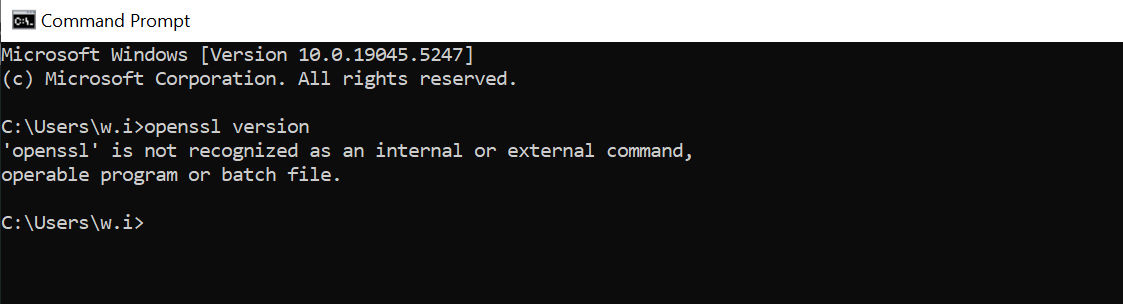 Command Prompt
Microsoft Windows [Version 10.0.19045.5247]
(c) Microsoft Corporation. All rights reserved.
C:\Users\w.i>openssl version
'openssl' is not recognized as an internal or external command,
operable program or batch file.
C:\Users\w.i>